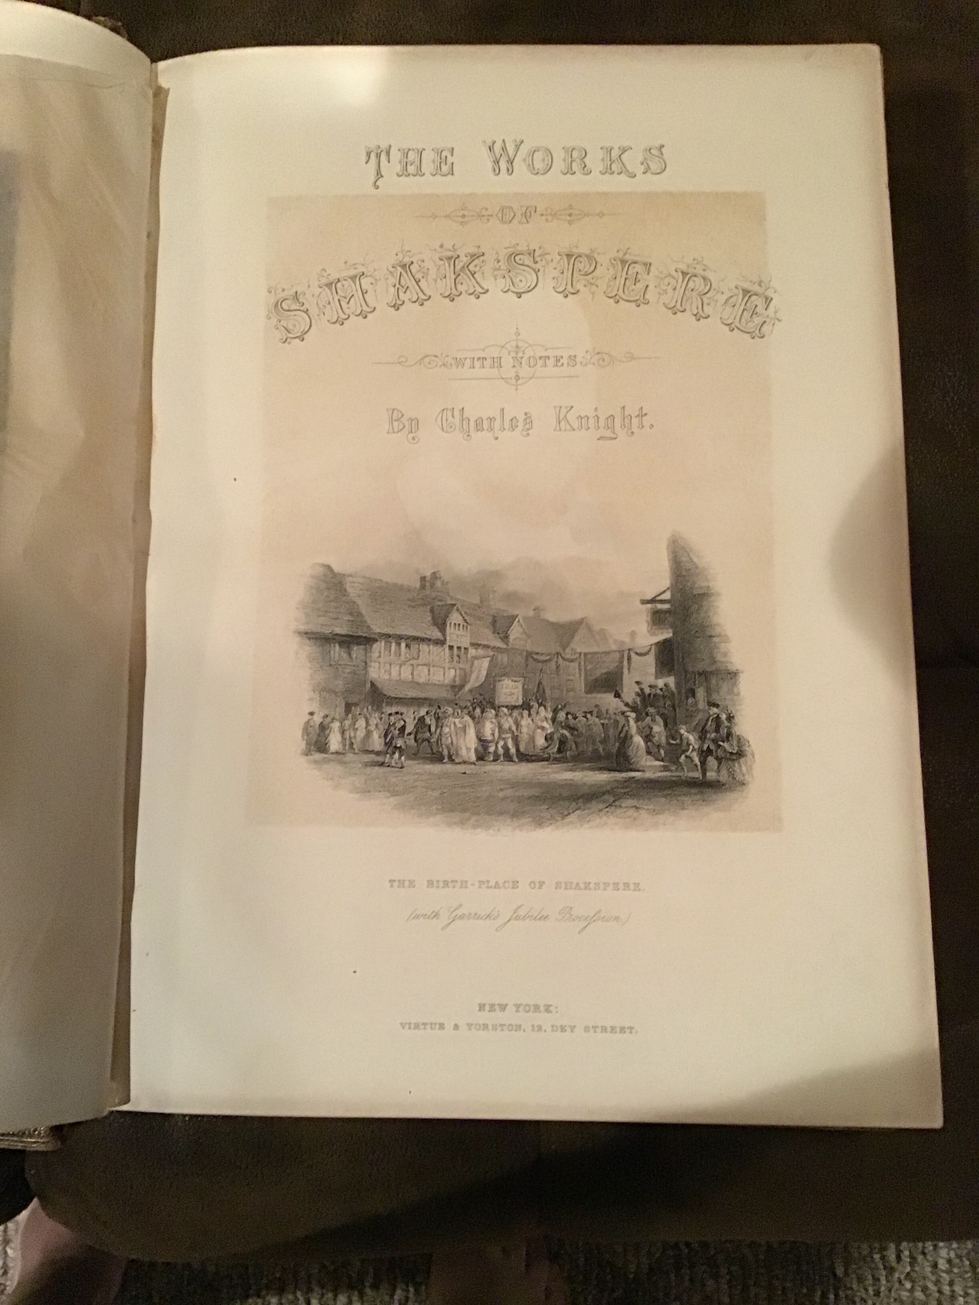 THE WORKS
OF
SHAKSPERE
WITH NOTES
By Charles Knight.
THE BIRTH-PLACE OF SHAKSPERE.
(with Garrick's Jubilee Procession)
NEW YORK:
VIRTUE & YORSTON, 12, DEY STREET.